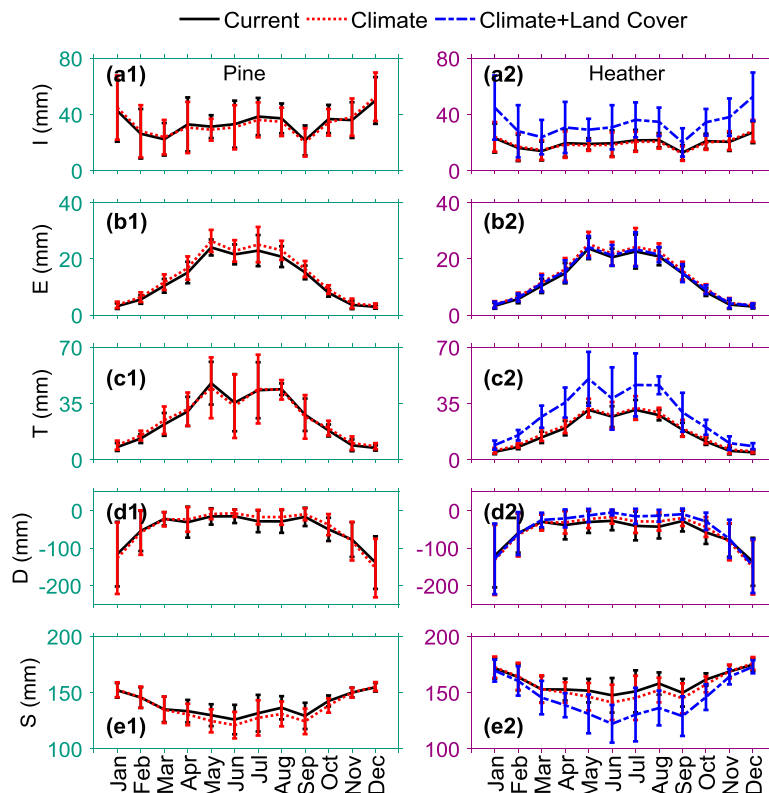 Current Climate Climate+Land Cover
80 (a1) Pine 80 (a2) Heather
I (mm) 40 40
0 0
40 (b1) 40 (b2)
E (mm) 20 20
0 0
70 (c1) 70 (c2)
T (mm) 35 35
0 0
(d1) (d2)
0 0
D (mm) -100 -100
-200 -200
200 200
S (mm) 150 150
(e1) (e2)
100 100
Jan Feb Mar Apr May Jun Jul Aug Sep Oct Nov Dec Jan Feb Mar Apr May Jun Jul Aug Sep Oct Nov Dec